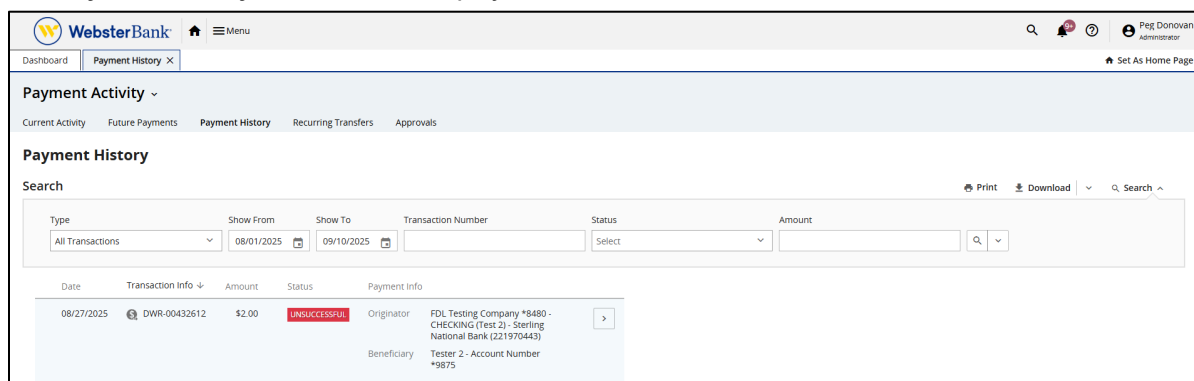 WebsterBank Menu 9+ Peg Donovan
Administrator
Dashboard Payment History X Set As Home Page
Payment Activity
Current Activity Future Payments Payment History Recurring Transfers Approvals
Payment History
Search Print Download Search
Type Show From Show To Transaction Number Status Amount
All Transactions 08/01/2025 09/10/2025 Select
Date Transaction Info Amount Status Payment Info
08/27/2025 DWR-00432612 $2.00 UNSUCCESSFUL Originator FDL Testing Company *8480 -
CHECKING (Test 2) - Sterling
National Bank (221970443)
Beneficiary Tester 2 - Account Number
*9875